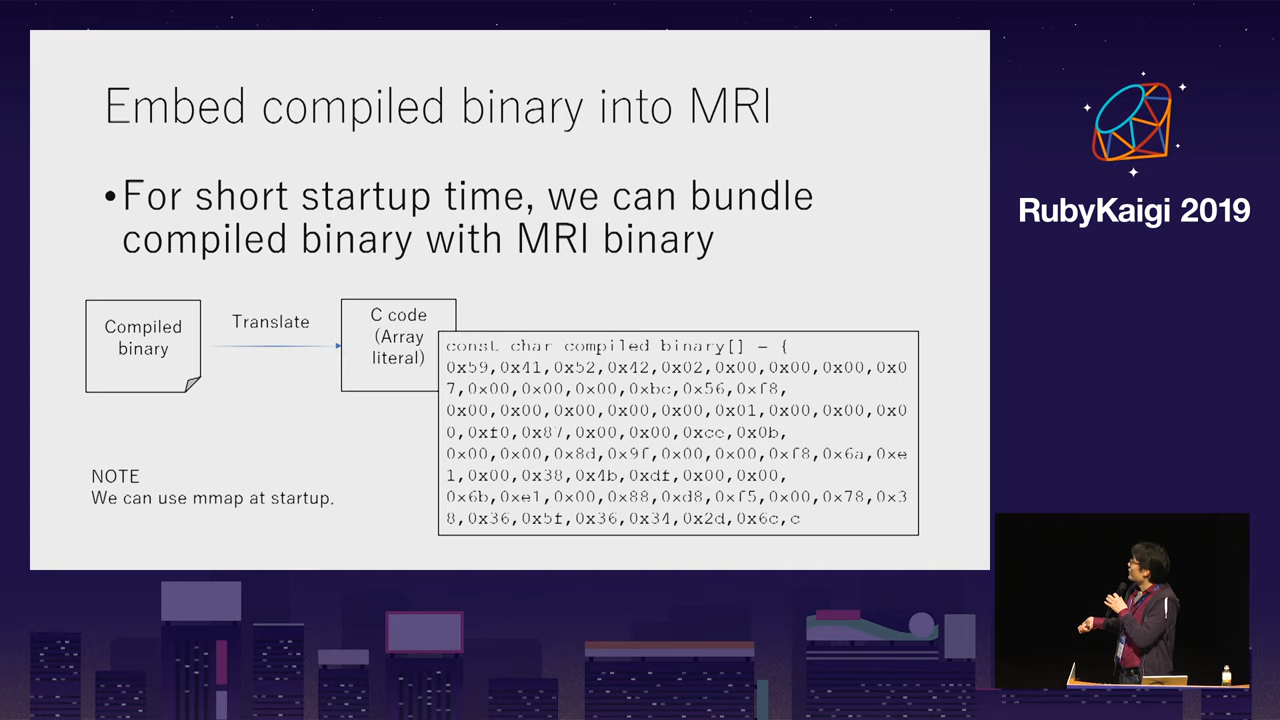 Embed compiled binary into MRI
•For short startup time, we can bundle
compiled binary with MRI binary
Compiled
binary
Translate
C code
(Array
literal)
const char compiled binary[] = {
0x59,0x41,0x52,0x42,0x02,0x00,0x00,0x00,0x0
7,0x00,0x00,0x00,0xbc,0x56,0xf8,
0x00,0x00,0x00,0x00,0x00,0x01,0x00,0x00,0x0
0,0xf0,0x87,0x00,0x00,0xcc,0x0b,
0x00,0x00,0x8d,0x9f,0x00,0x00,0xf8,0x6a,0xe
1,0x00,0x38,0x4b,0xdf,0x00,0x00,
0x6b,0xe1,0x00,0x88,0xd8,0xf5,0x00,0x78,0x3
8,0x36,0x5f,0x36,0x34,0x2d,0x6c,c
NOTE
We can use mmap at startup.
RubyKaigi 2019